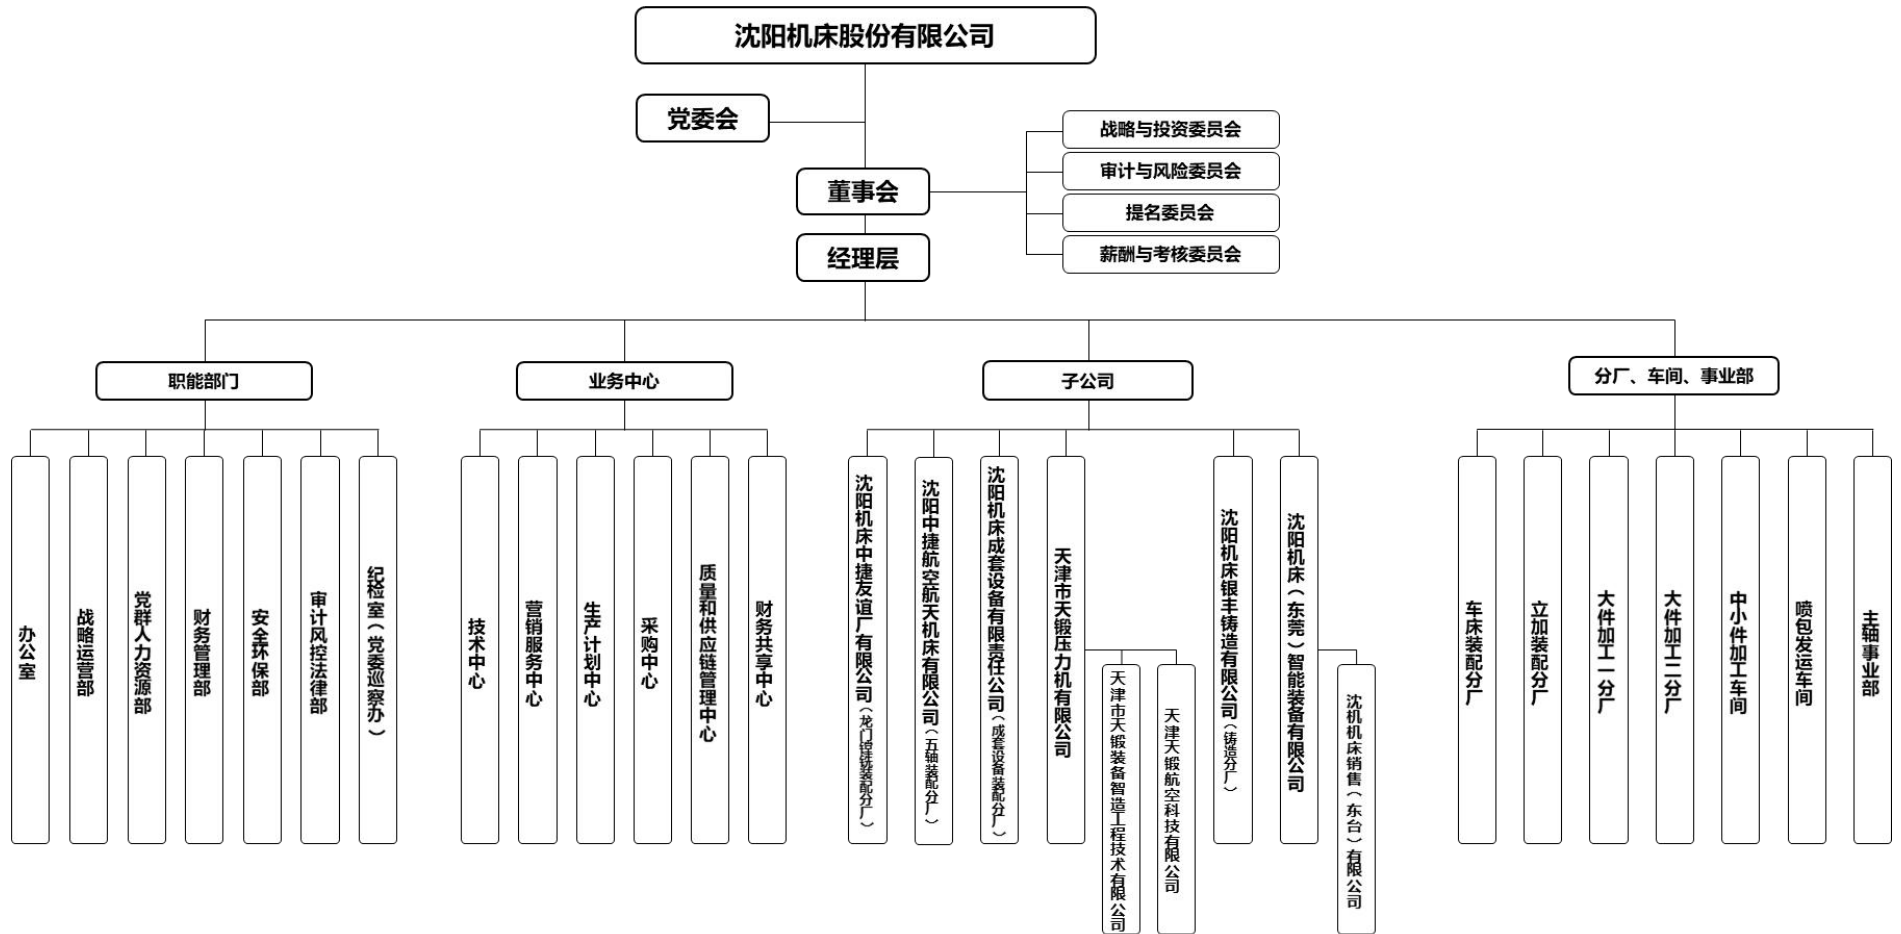 沈阳机床股份有限公司
党委会
董事会
经理层
战略与投资委员会
审计与风险委员会
提名委员会
薪酬与考核委员会
职能部门
业务中心
子公司
分厂、车间、事业部
办公室
战略运营部
党群人力资源部
财务管理部
安全环保部
审计风控法律部
纪检室（党委巡察办）
技术中心
营销服务中心
生产计划中心
采购中心
质量和供应链管理中心
财务共享中心
沈阳机床中捷友谊厂有限公司（龙门镗铣装配分厂）
沈阳中捷航空航天机床有限公司（五轴装配分厂）
沈阳机床成套设备有限责任公司（成套设备装配分厂）
天津市天锻压力机有限公司
天津市天锻装备智造工程技术有限公司
天津天锻航空科技有限公司
沈阳机床银丰铸造有限公司（铸造分厂）
沈阳机床（东莞）智能装备有限公司
沈机机床销售（东台）有限公司
车床装配分厂
立加装配分厂
大件加工一分厂
大件加工二分厂
中小件加工车间
喷包发运车间
主轴事业部